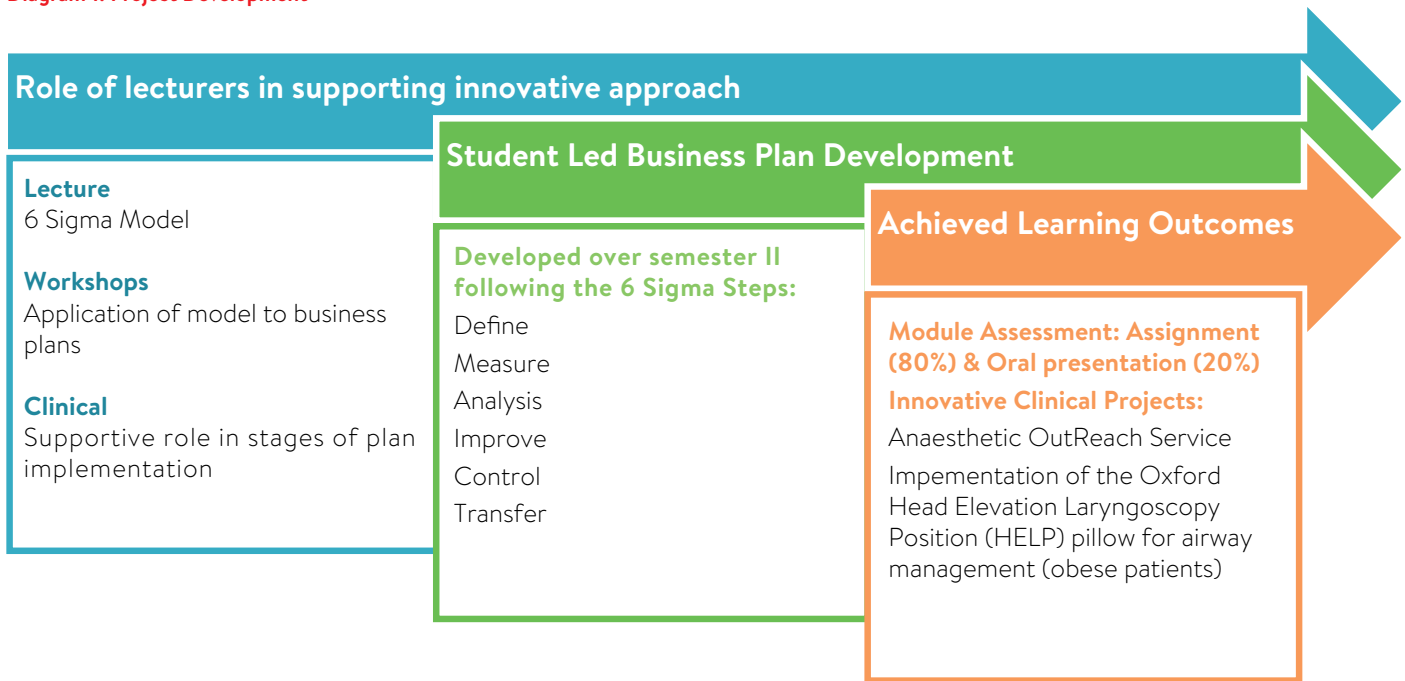 Diagram 1: Project Development
Role of lecturers in supporting innovative approach
Lecture
6 Sigma Model
Workshops
Application of model to business
plans
Clinical
Supportive role in stages of plan
implementation
Student Led Business Plan Development
Developed over semester II
following the 6 Sigma Steps:
Define
Measure
Analysis
Improve
Control
Transfer
Achieved Learning Outcomes
Module Assessment: Assignment
(80%) & Oral presentation (20%)
Innovative Clinical Projects:
Anaesthetic OutReach Service
Impementation of the Oxford
Head Elevation Laryngoscopy
Position (HELP) pillow for airway
management (obese patients)